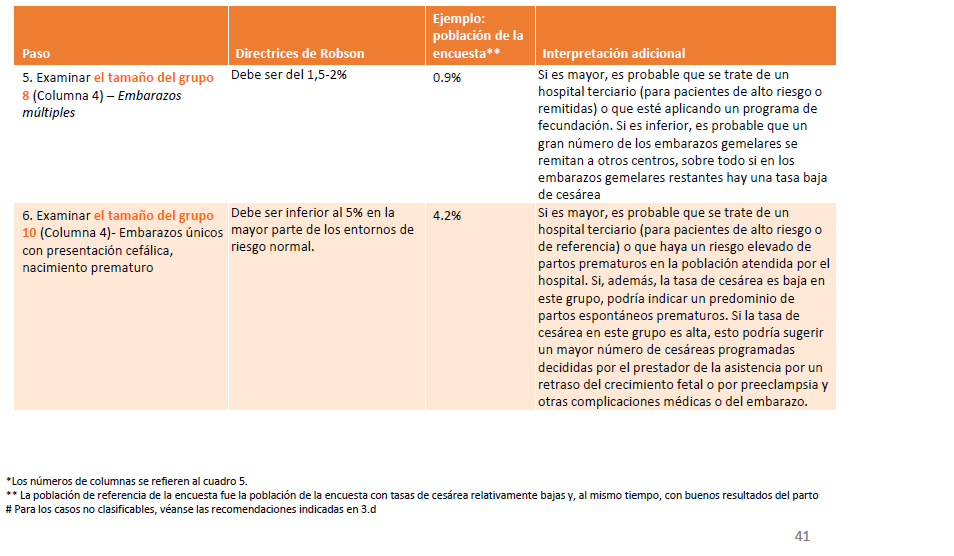 Paso
Directrices de Robson
Ejemplo:
población de la
encuesta**
Interpretación adicional
5. Examinar el tamaño del grupo
8 (Columna 4) – Embarazos
múltiples
Debe ser del 1,5-2%
0.9%
Si es mayor, es probable que se trate de un
hospital terciario (para pacientes de alto riesgo o
remitidas) o que esté aplicando un programa de
fecundación. Si es inferior, es probable que un
gran número de los embarazos gemelares se
remitan a otros centros, sobre todo si en los
embarazos gemelares restantes hay una tasa baja
de cesárea
6. Examinar el tamaño del grupo
10 (Columna 4)- Embarazos únicos
con presentación cefálica,
nacimiento prematuro
Debe ser inferior al 5% en la
mayor parte de los entornos de
riesgo normal.
4.2%
Si es mayor, es probable que se trate de un
hospital terciario (para pacientes de alto riesgo o
de referencia) o que haya un riesgo elevado de
partos prematuros en la población atendida por el
hospital. Si, además, la tasa de cesárea es baja en
este grupo, podría indicar un predominio de
partos espontáneos prematuros. Si la tasa de
cesárea en este grupo es alta, esto podría sugerir
un mayor número de cesáreas programadas
decididas por el prestador de la asistencia por un
retraso del crecimiento fetal o por preeclampsia y
otras complicaciones médicas o del embarazo.
*Los números de columnas se refieren al cuadro 5.
** La población de referencia de la encuesta fue la población de la encuesta con tasas de cesárea relativamente bajas y, al mismo tiempo, con buenos resultados del parto
# Para los casos no clasificables, véanse las recomendaciones indicadas en 3.d
41